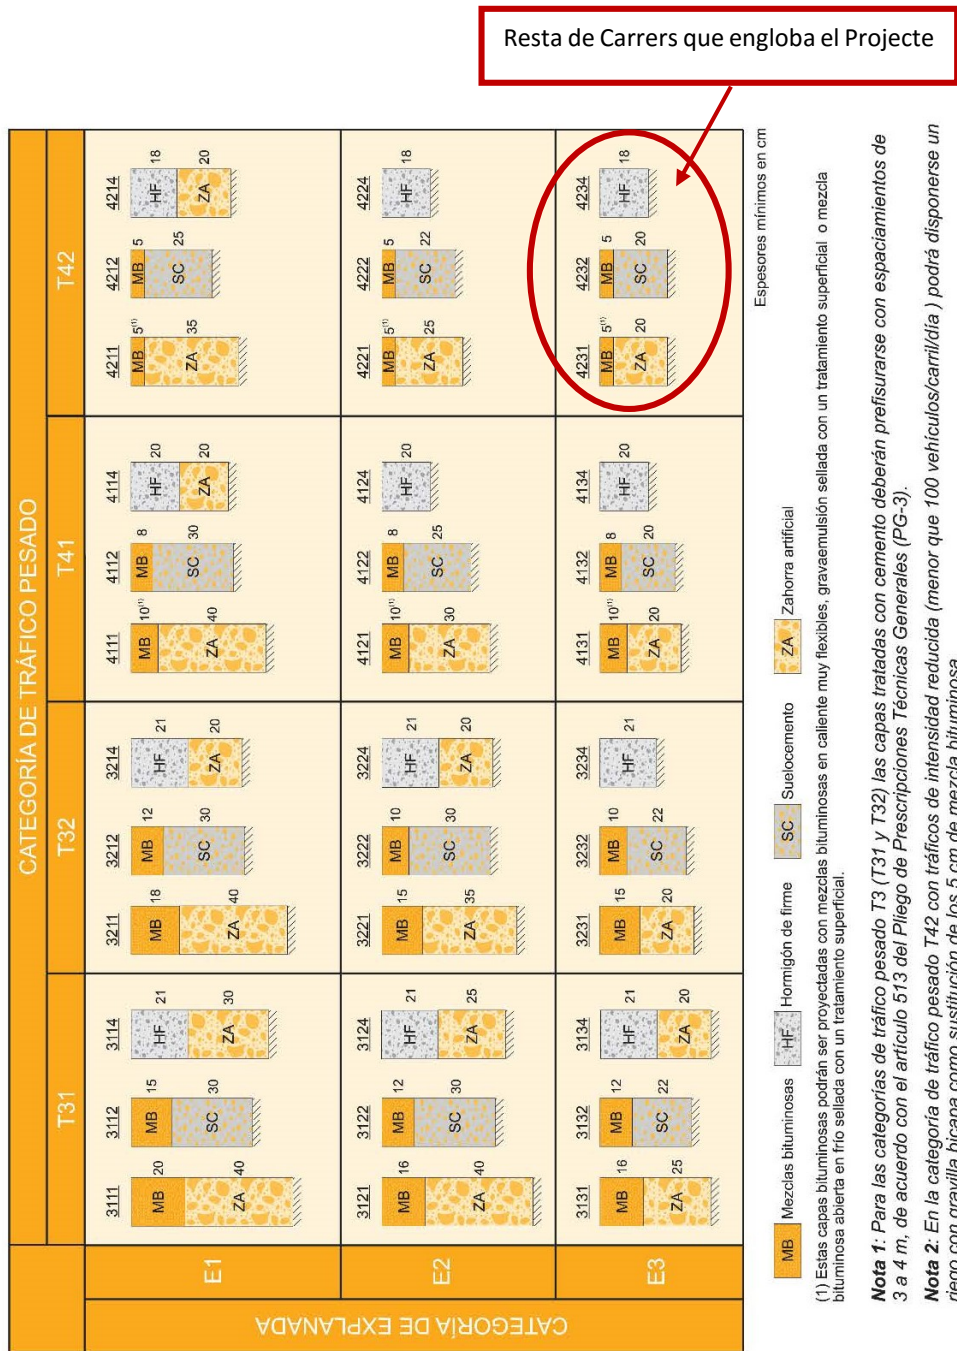 Resta de Carrers que engloba el Projecte
CATEGORÍA DE TRÁFICO PESADO
T31 T32 T41 T42
CATEGORÍA DE EXPLANADA
E1
3111 3112 3114 3211 3212 3214 4111 4112 4114 4211 4212 4214
MB 20 MB 15 HF 21 MB 18 MB 12 HF 21 MB 10(1) MB 8 HF 20 MB 5(1) MB 5 HF 18
ZA 40 SC 30 ZA 30 ZA 40 SC 30 ZA 20 ZA 40 SC 30 ZA 20 ZA 35 SC 25 ZA 20
E2
3121 3122 3124 3221 3222 3224 4121 4122 4124 4221 4222 4224
MB 16 MB 12 HF 21 MB 15 MB 10 HF 21 MB 10(1) MB 8 HF 20 MB 5(1) MB 5 HF 18
ZA 40 SC 30 ZA 25 ZA 35 SC 30 ZA 20 ZA 30 SC 25 ZA 25 SC 22
E3
3131 3132 3134 3231 3232 3234 4131 4132 4134 4231 4232 4234
MB 16 MB 12 HF 21 MB 15 MB 10 HF 21 MB 10(1) MB 8 HF 20 MB 5(1) MB 5 HF 18
ZA 25 SC 22 ZA 20 ZA 20 SC 22 ZA 20 SC 20 ZA 20 SC 20
Espesores mínimos en cm
MB Mezclas bituminosas HF Hormigón de firme SC Suelocemento ZA Zahorra artificial
(1) Estas capas bituminosas podrán ser proyectadas con mezclas bituminosas en caliente muy flexibles, gravaemulsión sellada con un tratamiento superficial o mezcla
bituminosa abierta en frío sellada con un tratamiento superficial.
Nota 1: Para las categorías de tráfico pesado T3 (T31 y T32) las capas tratadas con cemento deberán prefisurarse con espaciamientos de
3 a 4 m, de acuerdo con el artículo 513 del Pliego de Prescripciones Técnicas Generales (PG-3).
Nota 2: En la categoría de tráfico pesado T42 con tráficos de intensidad reducida (menor que 100 vehículos/carril/día ) podrá disponerse un
riego con gravilla bicapa como sustitución de los 5 cm de mezcla bituminosa